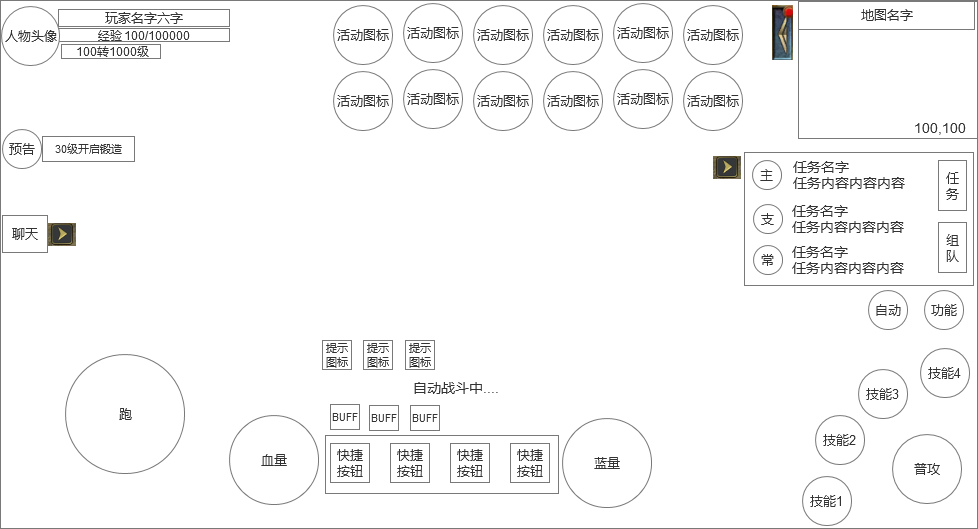 人物头像
玩家名字六字
经验 100/100000
100转1000级
活动图标
活动图标
活动图标
活动图标
活动图标
活动图标
地图名字
活动图标
活动图标
活动图标
活动图标
活动图标
活动图标
100,100
预告
30级开启锻造
主
任务名字
任务内容内容内容
任务
支
任务名字
任务内容内容内容
组队
常
任务名字
任务内容内容内容
聊天
自动
功能
提示
图标
提示
图标
提示
图标
自动战斗中....
技能4
技能3
跑
BUFF
BUFF
BUFF
技能2
血量
快捷
按钮
快捷
按钮
快捷
按钮
快捷
按钮
蓝量
普攻
技能1